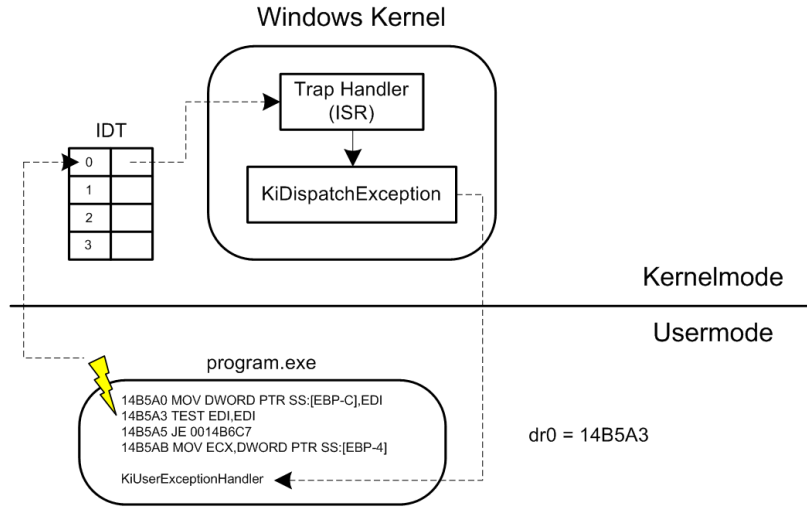 Windows Kernel
Trap Handler
(ISR)
IDT
0
1
2
3
KiDispatchException
Kernelmode
Usermode
program.exe
14B5A0 MOV DWORD PTR SS:[EBP-C],EDI
14B5A3 TEST EDI,EDI
14B5A5 JE 0014B6C7
14B5AB MOV ECX,DWORD PTR SS:[EBP-4]
dr0 = 14B5A3
KiUserExceptionHandler